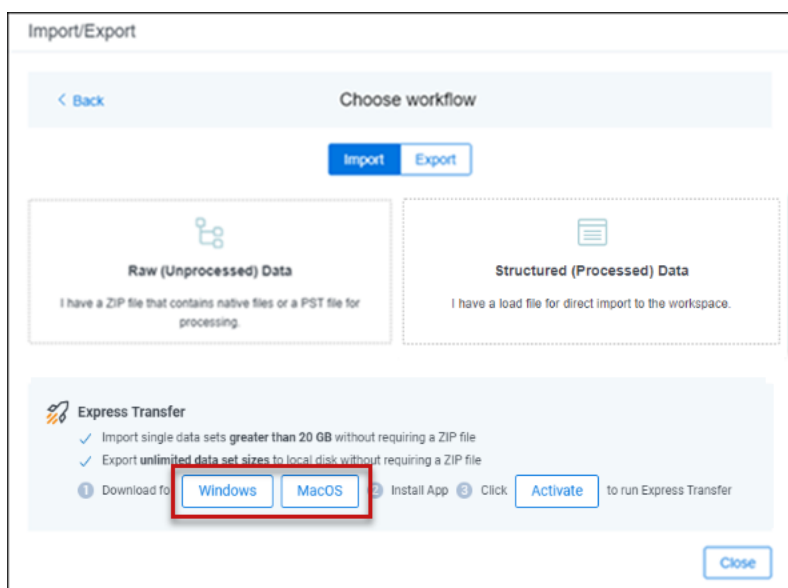 Import/Export
< Back
Choose workflow
Import Export
Raw (Unprocessed) Data
I have a ZIP file that contains native files or a PST file for
processing.
Structured (Processed) Data
I have a load file for direct import to the workspace.
Express Transfer
Import single data sets greater than 20 GB without requiring a ZIP file
Export unlimited data set sizes to local disk without requiring a ZIP file
1 Download fo Windows MacOS 2 Install App 3 Click Activate to run Express Transfer
Close